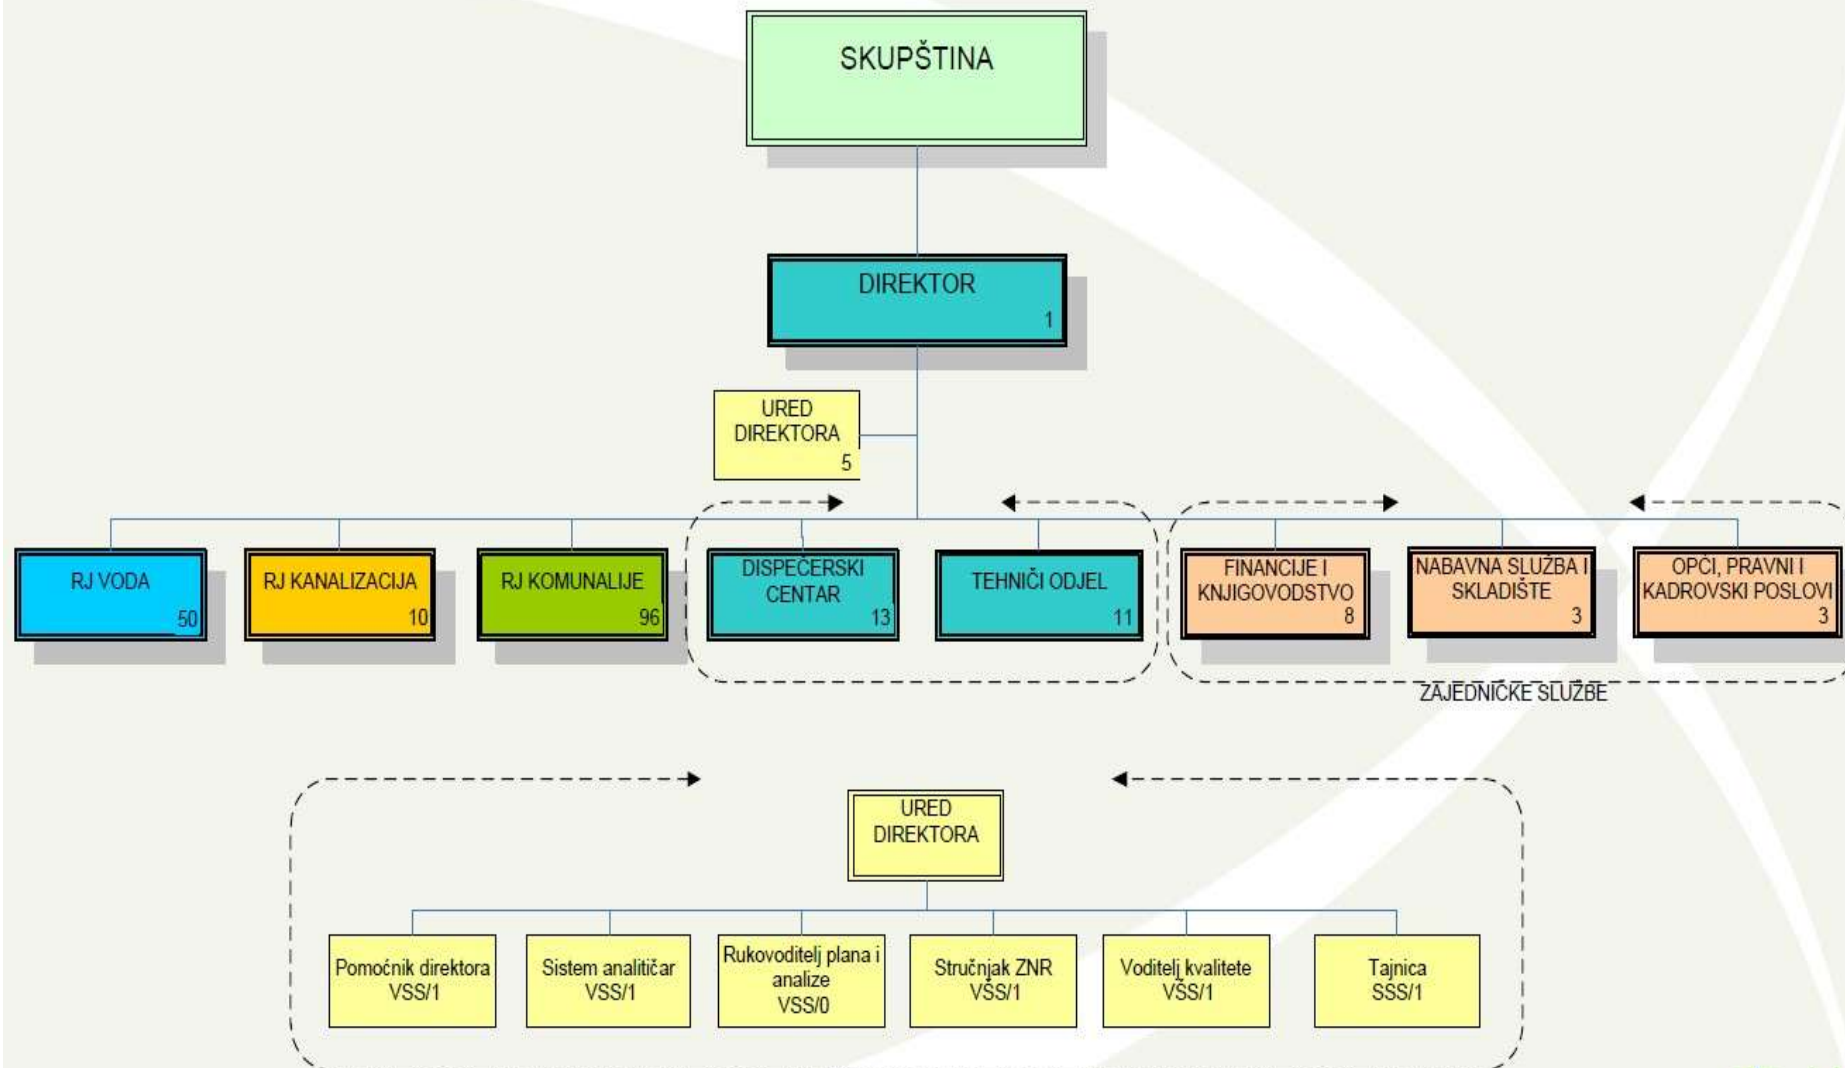 SKUPŠTINA
DIREKTOR
1
URED
DIREKTORA
5
RJ VODA
50
RJ KANALIZACIJA
10
RJ KOMUNALIJE
96
DISPEČERSKI
CENTAR
13
TEHNIČI ODJEL
11
FINANCIJE I
KNJIGOVODSTVO
8
NABAVNA SLUŽBA I
SKLADIŠTE
3
OPĆI, PRAVNI I
KADROVSKI POSLOVI
3
ZAJEDNIČKE SLUŽBE
URED
DIREKTORA
Pomoćnik direktora
VSS/1
Sistem analitičar
VSS/1
Rukovoditelj plana i
analize
VSS/0
Stručnjak ZNR
VŠS/1
Voditelj kvalitete
VŠS/1
Tajnica
SSS/1